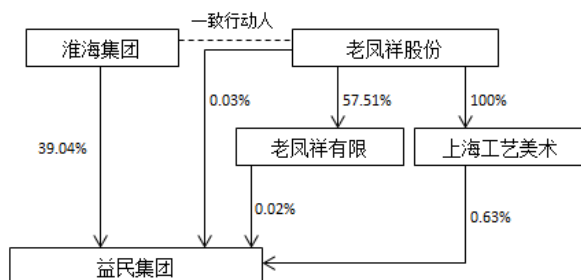 一致行动人
淮海集团
老凤祥股份
0.03%
57.51%
100%
39.04%
老凤祥有限
上海工艺美术
0.02%
0.63%
益民集团